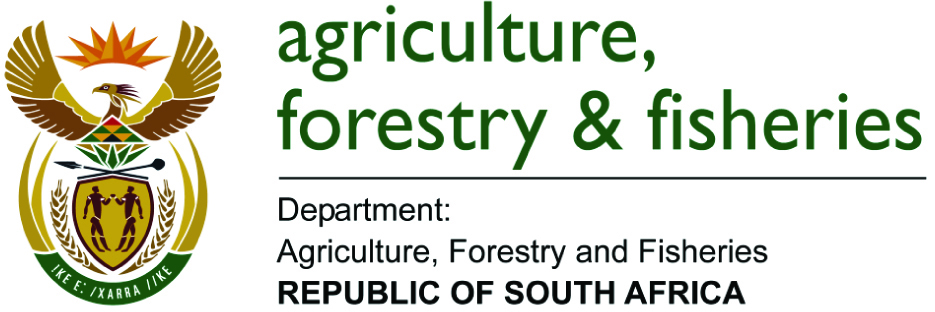 agriculture,
forestry & fisheries
Department:
Agriculture, Forestry and Fisheries
REPUBLIC OF SOUTH AFRICA
!KE E: /XARRA //KE